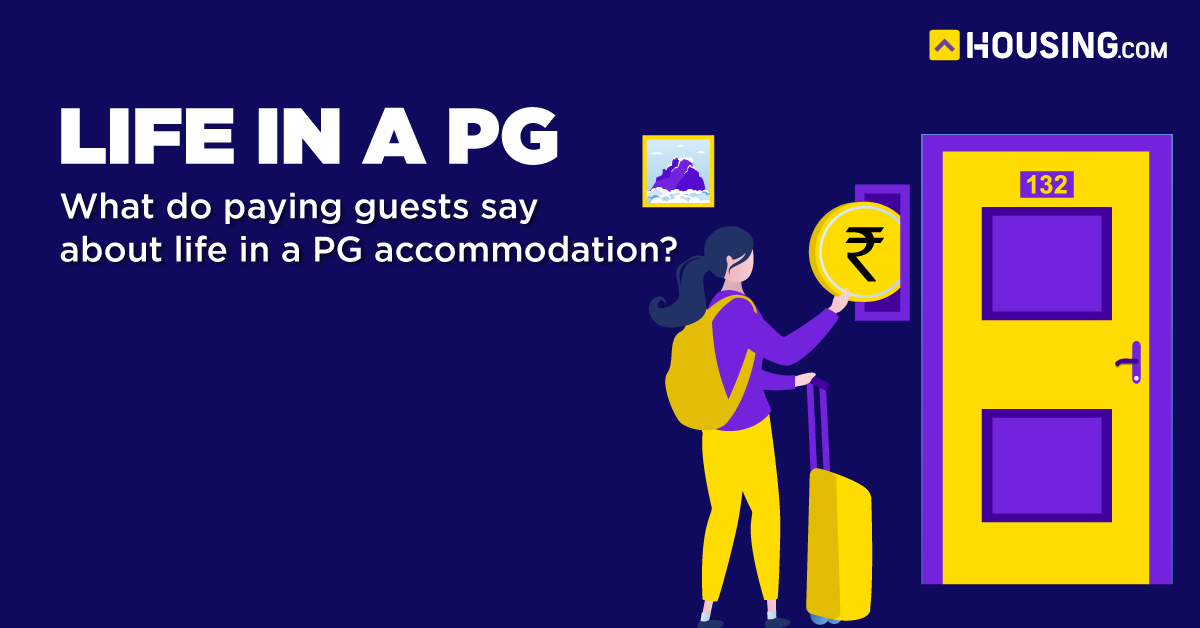 HOUSING.COM
LIFE IN A PG
What do paying guests say
about life in a PG accommodation?
132
₹